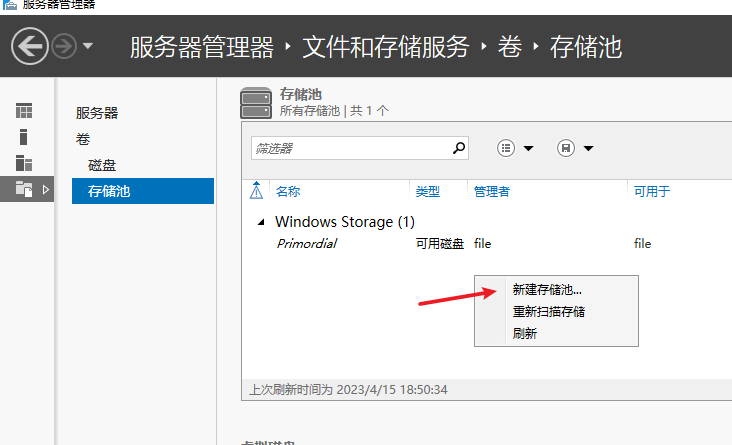 服务器管理器
服务器管理器 ‣ 文件和存储服务 ‣ 卷 ‣ 存储池
服务器
卷
磁盘
存储池
存储池
所有存储池 | 共 1 个
筛选器
名称 类型 管理者 可用于
Windows Storage (1)
Primordial 可用磁盘 file file
新建存储池...
重新扫描存储
刷新
上次刷新时间为 2023/4/15 18:50:34
虚拟磁盘